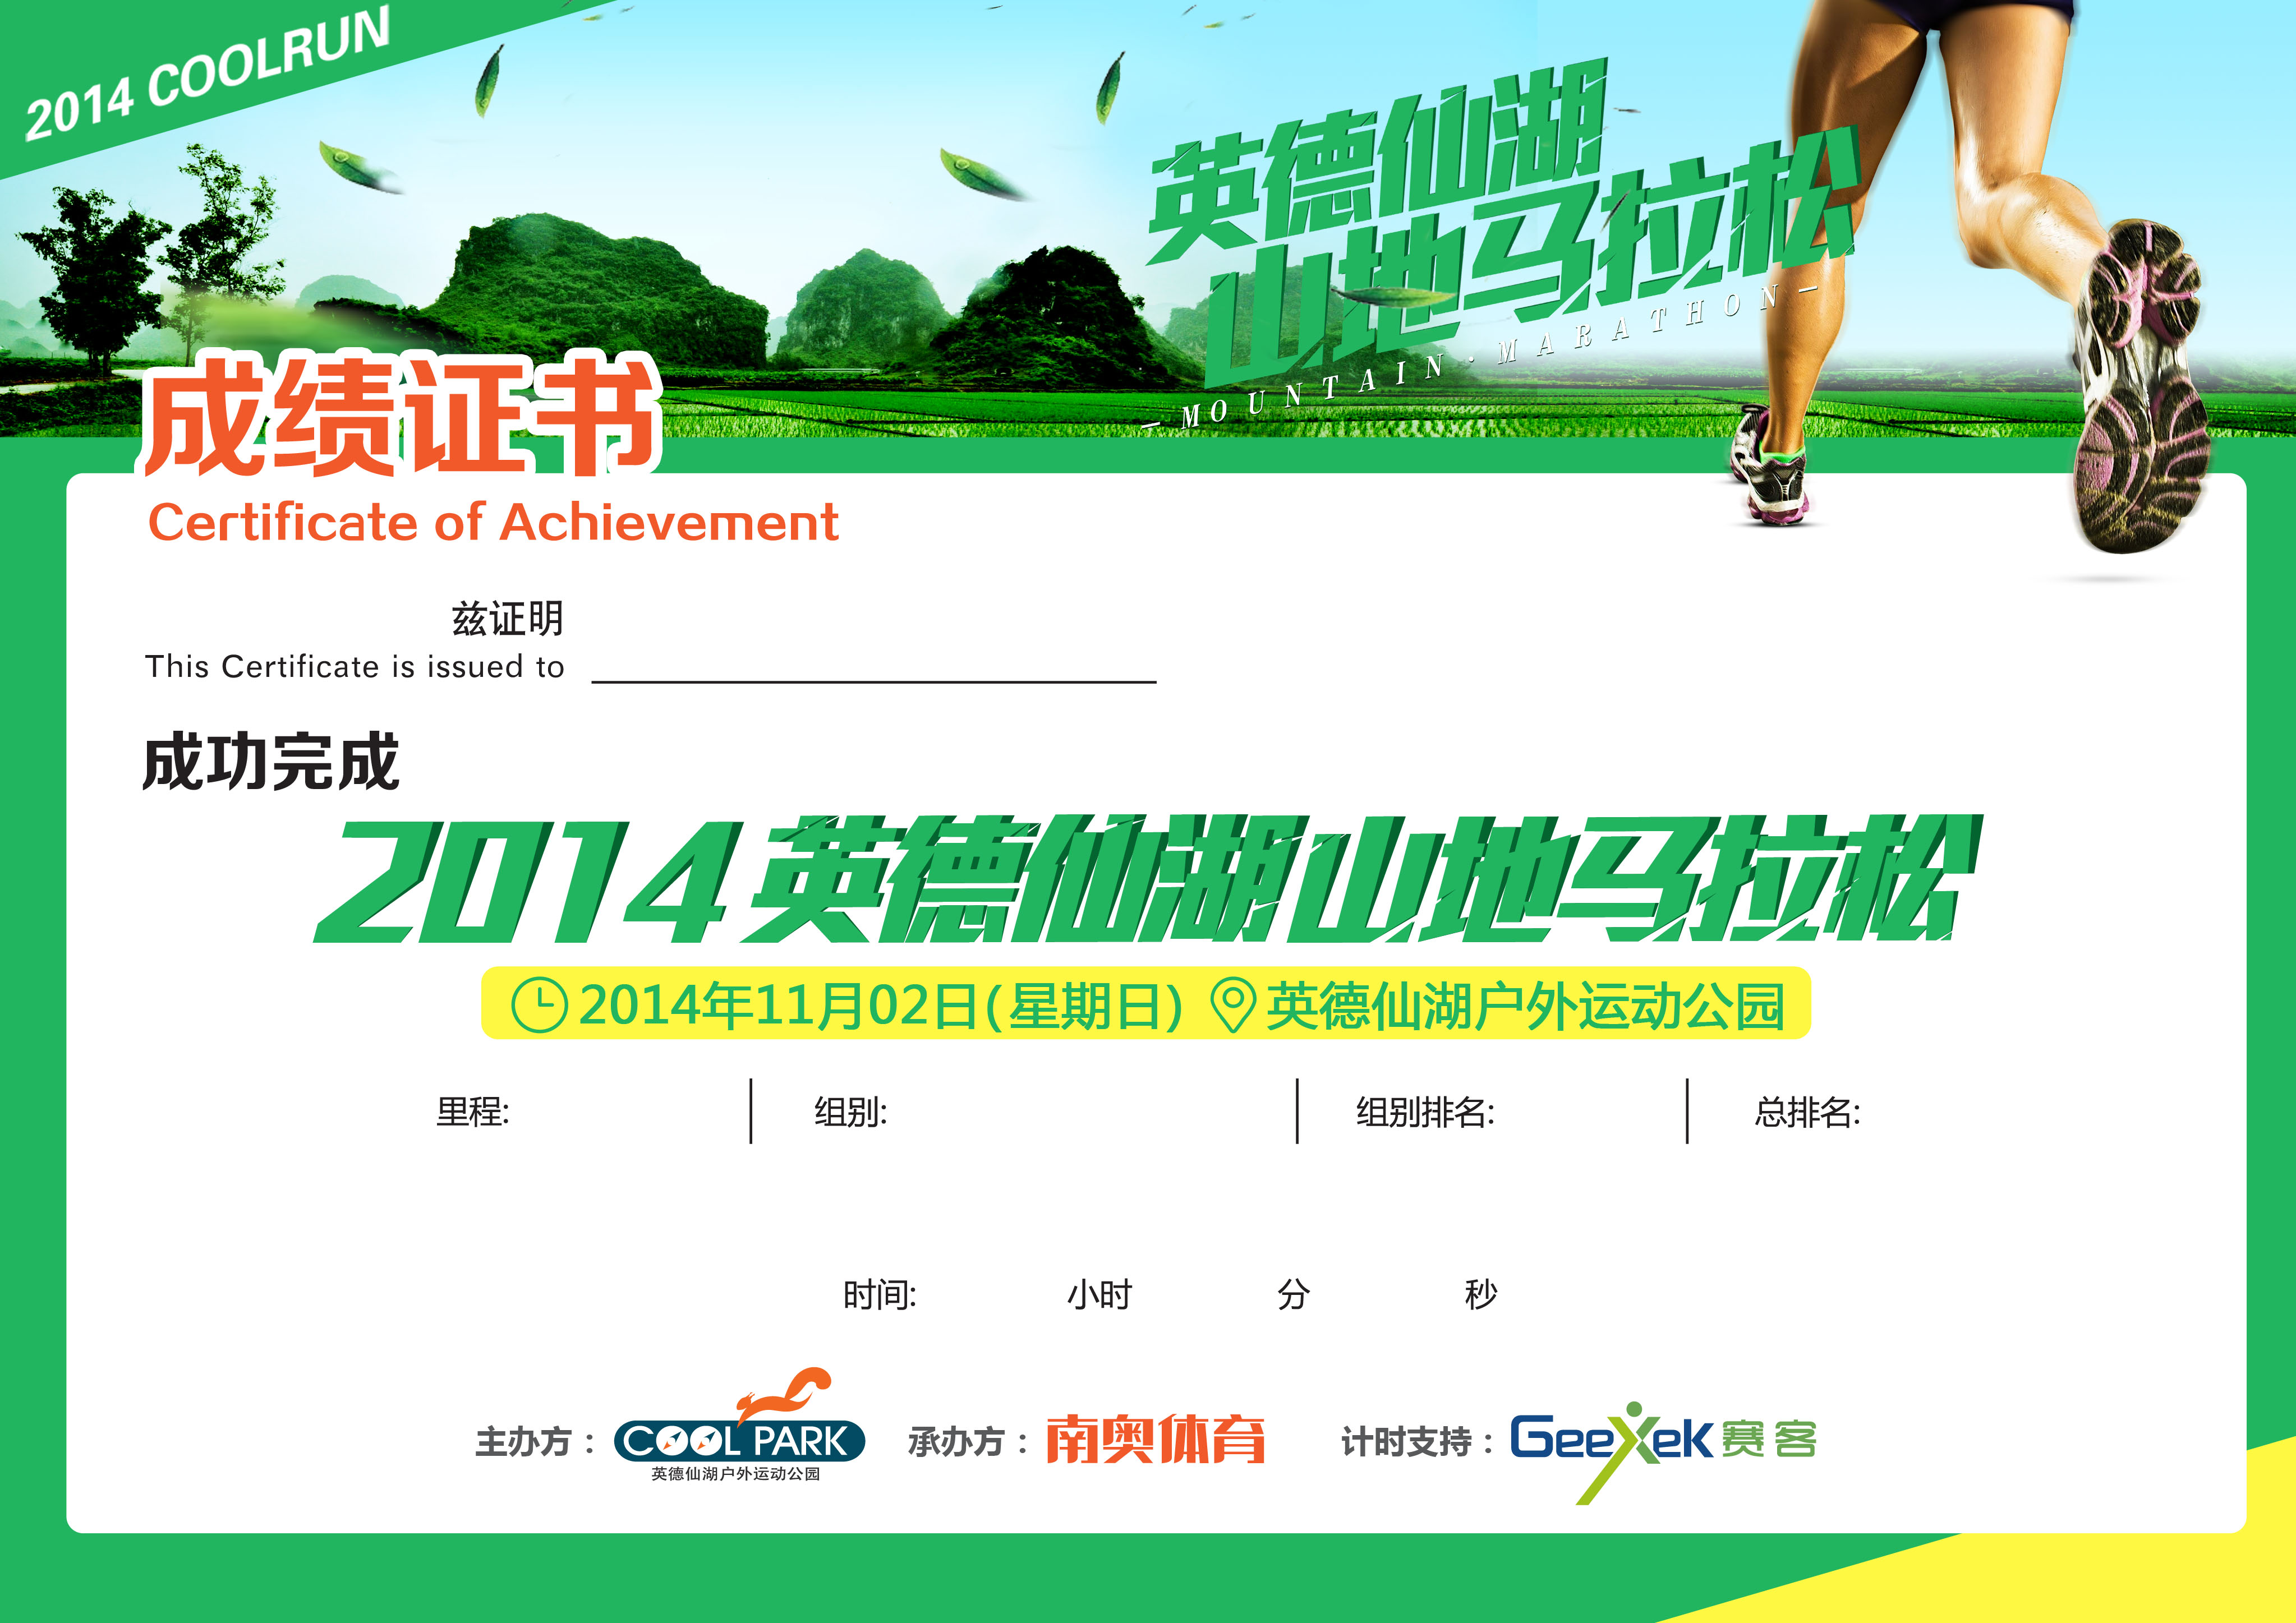 2014 COOLRUN
英德仙湖
山地马拉松
— MOUNTAIN · MARATHON —
成绩证书
Certificate of Achievement
兹证明
This Certificate is issued to
成功完成
2014英德仙湖山地马拉松
2014年11月02日(星期日) 英德仙湖户外运动公园
里程: 组别: 组别排名: 总排名:
时间: 小时 分 秒
主办方： COOL PARK 承办方： 南奥体育 计时支持： GeeXek 赛客
英德仙湖户外运动公园